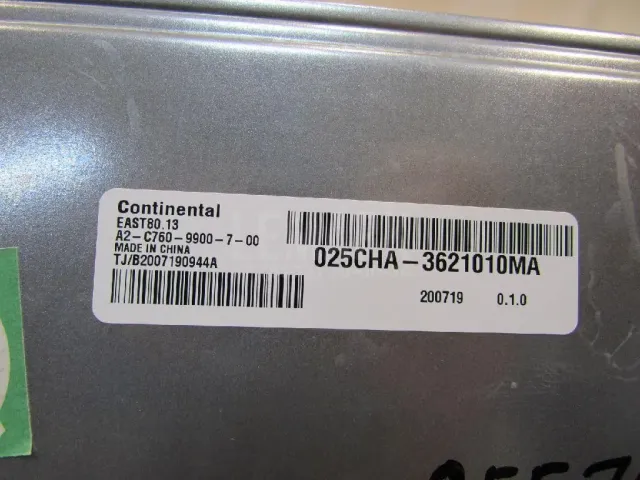 Continental
EAST80.13
A2-C760-9900-7-00
MADE IN CHINA
TJ/B2007190944A
025CHA-3621010MA
200719 0.1.0